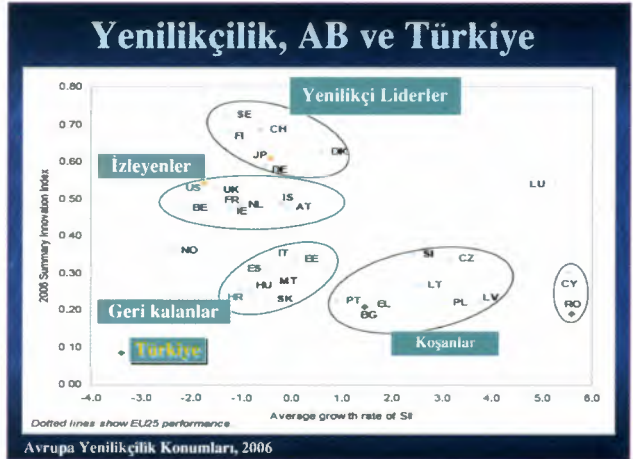 Yenilikçilik, AB ve Türkiye
0.80
0.70
0.60
0.50
0.40
0.30
0.20
0.10
0.00
2006 Summary Innovation Index
Yenilikçi Liderler
SE
CH
FI
JP
DK
DE
İzleyenler
US
UK
FR
BE
IE
NL
IS
AT
LU
NO
IT
EE
ES
HU
MT
HR
SK
SI
CZ
LT
PT
EL
BG
PL
LV
CY
RO
Geri kalanlar
Koşanlar
Türkiye
-4.0 -3.0 -2.0 -1.0 0.0 1.0 2.0 3.0 4.0 5.0 6.0
Average growth rate of SII
Dotted lines show EU25 performance
Avrupa Yenilikçilik Konumları, 2006